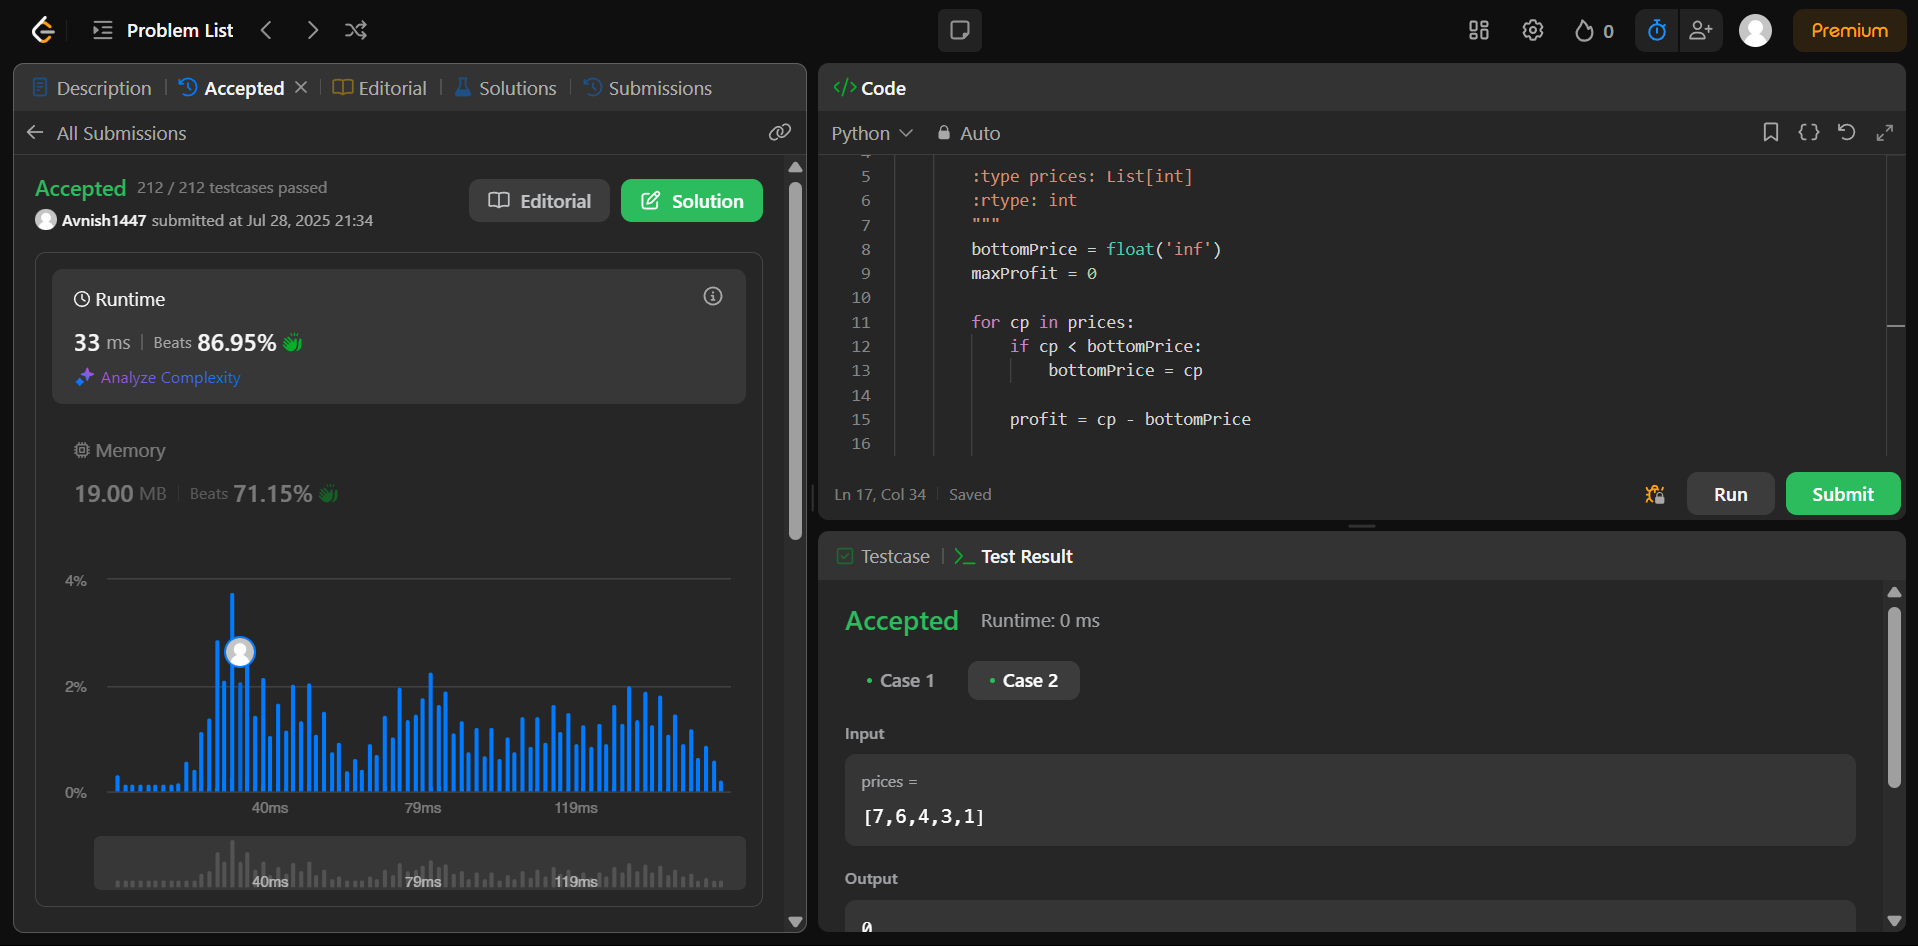 Problem List
0
Premium
Description
Accepted
Editorial
Solutions
Submissions
All Submissions
Accepted 212 / 212 testcases passed
Avnish1447 submitted at Jul 28, 2025 21:34
Editorial
Solution
Runtime
33 ms Beats 86.95%
Analyze Complexity
Memory
19.00 MB Beats 71.15%
4%
2%
0%
40ms 79ms 119ms
40ms 79ms 119ms
</> Code
Python Auto
5 :type prices: List[int]
6 :rtype: int
7 """
8 bottomPrice = float('inf')
9 maxProfit = 0
10
11 for cp in prices:
12 if cp < bottomPrice:
13 bottomPrice = cp
14
15 profit = cp - bottomPrice
16
Ln 17, Col 34 Saved
Run
Submit
Testcase
>_ Test Result
Accepted Runtime: 0 ms
• Case 1 • Case 2
Input
prices =
[7,6,4,3,1]
Output
0